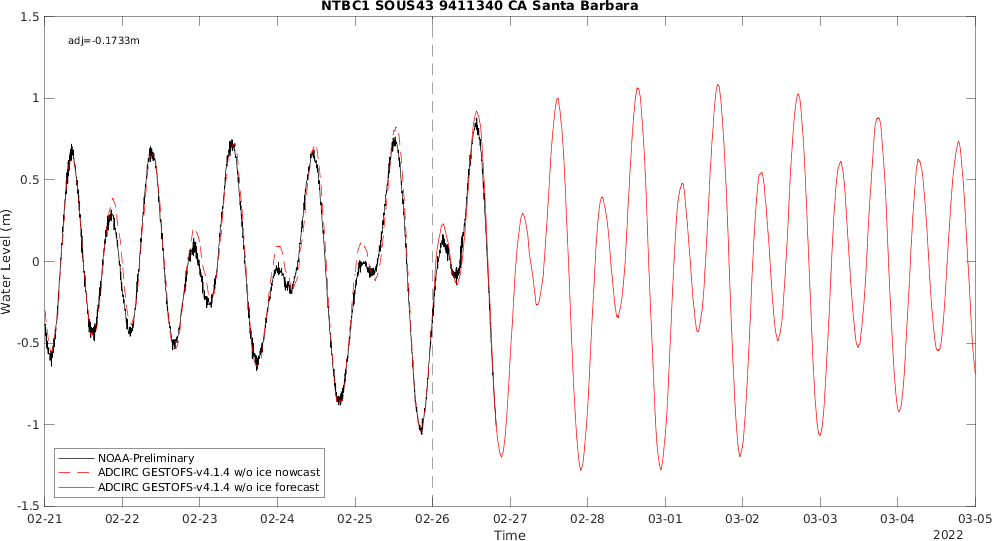 NTBC1 SOUS43 9411340 CA Santa Barbara
adj=-0.1733m
1.5
1
0.5
0
-0.5
-1
-1.5
Water Level (m)
NOAA-Preliminary
ADCIRC GESTOFS-v4.1.4 w/o ice nowcast
ADCIRC GESTOFS-v4.1.4 w/o ice forecast
02-21 02-22 02-23 02-24 02-25 02-26 02-27 02-28 03-01 03-02 03-03 03-04 03-05
Time
2022